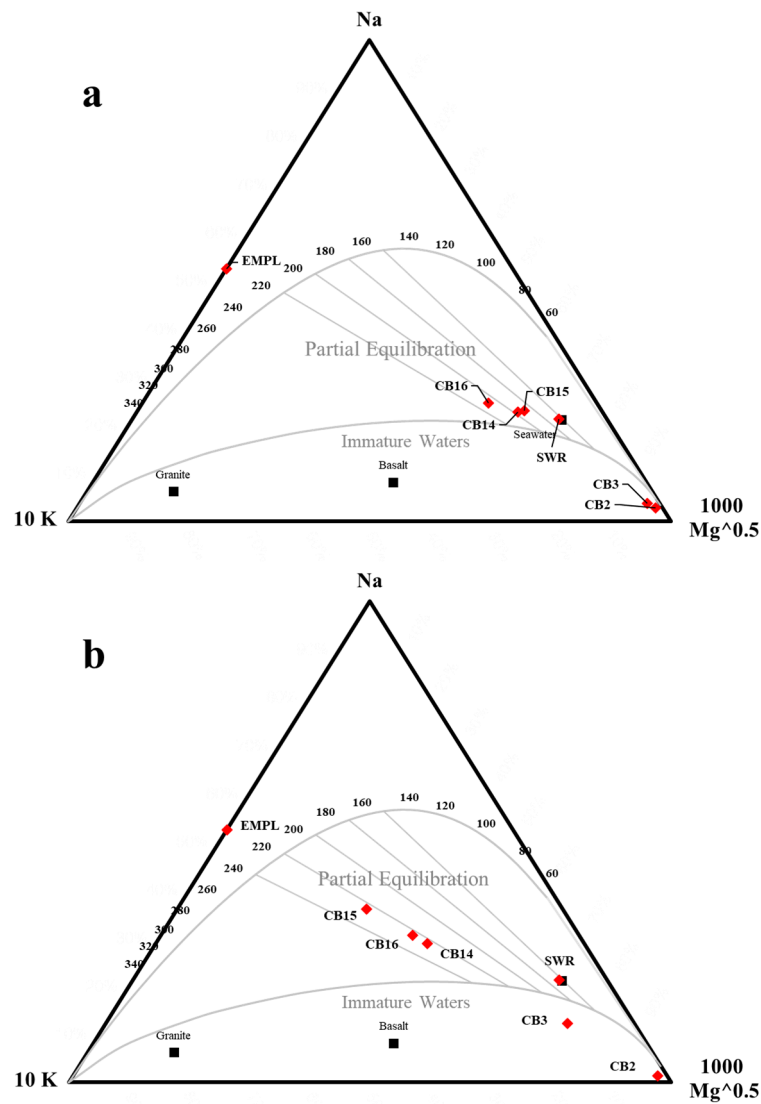 Na
a
140
160
120
180
EMPL
200
100
220
80
240
60
260
Partial Equilibration
280
300
320
CB16
CB15
340
CB14
Seawater
Immature Waters
SWR
Basalt
Granite
CB3
CB2
1000
10 K
Mg^0.5
Na
b
140
160
120
180
EMPL
200
100
220
80
240
60
260
Partial Equilibration
280
CB15
300
320
CB16
CB14
340
SWR
Immature Waters
CB3
Basalt
Granite
CB2
1000
10 K
Mg^0.5